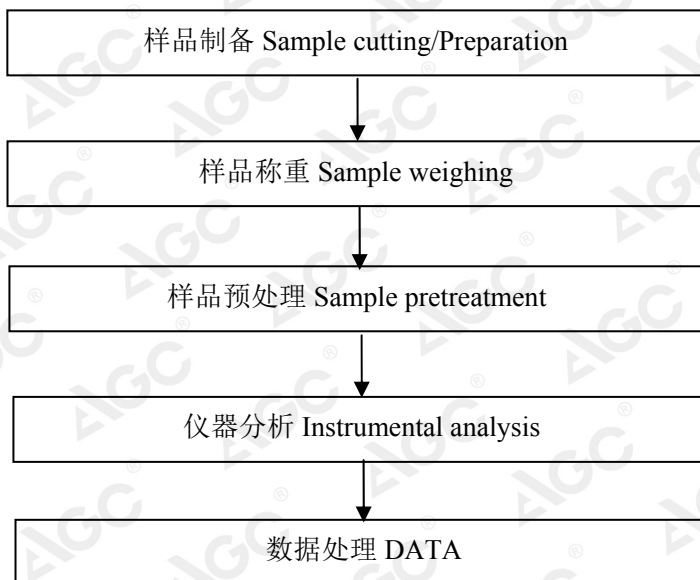 样品制备 Sample cutting/Preparation
样品称重 Sample weighing
样品预处理 Sample pretreatment
仪器分析 Instrumental analysis
数据处理 DATA